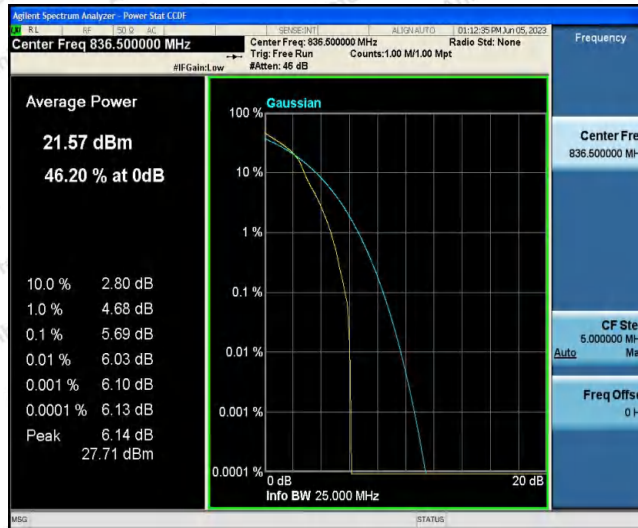 Agilent Spectrum Analyzer - Power Stat CCDF
RL RF 50 Ω AC SENSE:INT ALIGN AUTO 01:12:35 PM Jun 05, 2023
Center Freq 836.500000 MHz
Center Freq: 836.500000 MHz Radio Std: None
Trig: Free Run Counts:1.00 M/1.00 Mpt
#IFGain:Low #Atten: 46 dB
Frequency
Average Power
21.57 dBm
46.20 % at 0dB
10.0 % 2.80 dB
1.0 % 4.68 dB
0.1 % 5.69 dB
0.01 % 6.03 dB
0.001 % 6.10 dB
0.0001 % 6.13 dB
Peak 6.14 dB
27.71 dBm
Gaussian
100 %
10 %
1 %
0.1 %
0.01 %
0.001 %
0.0001 %
0 dB 20 dB
Info BW 25.000 MHz
Center Fre
836.500000 MH
CF Ste
5.000000 MH
Auto Ma
Freq Offse
0 H
MSG STATUS